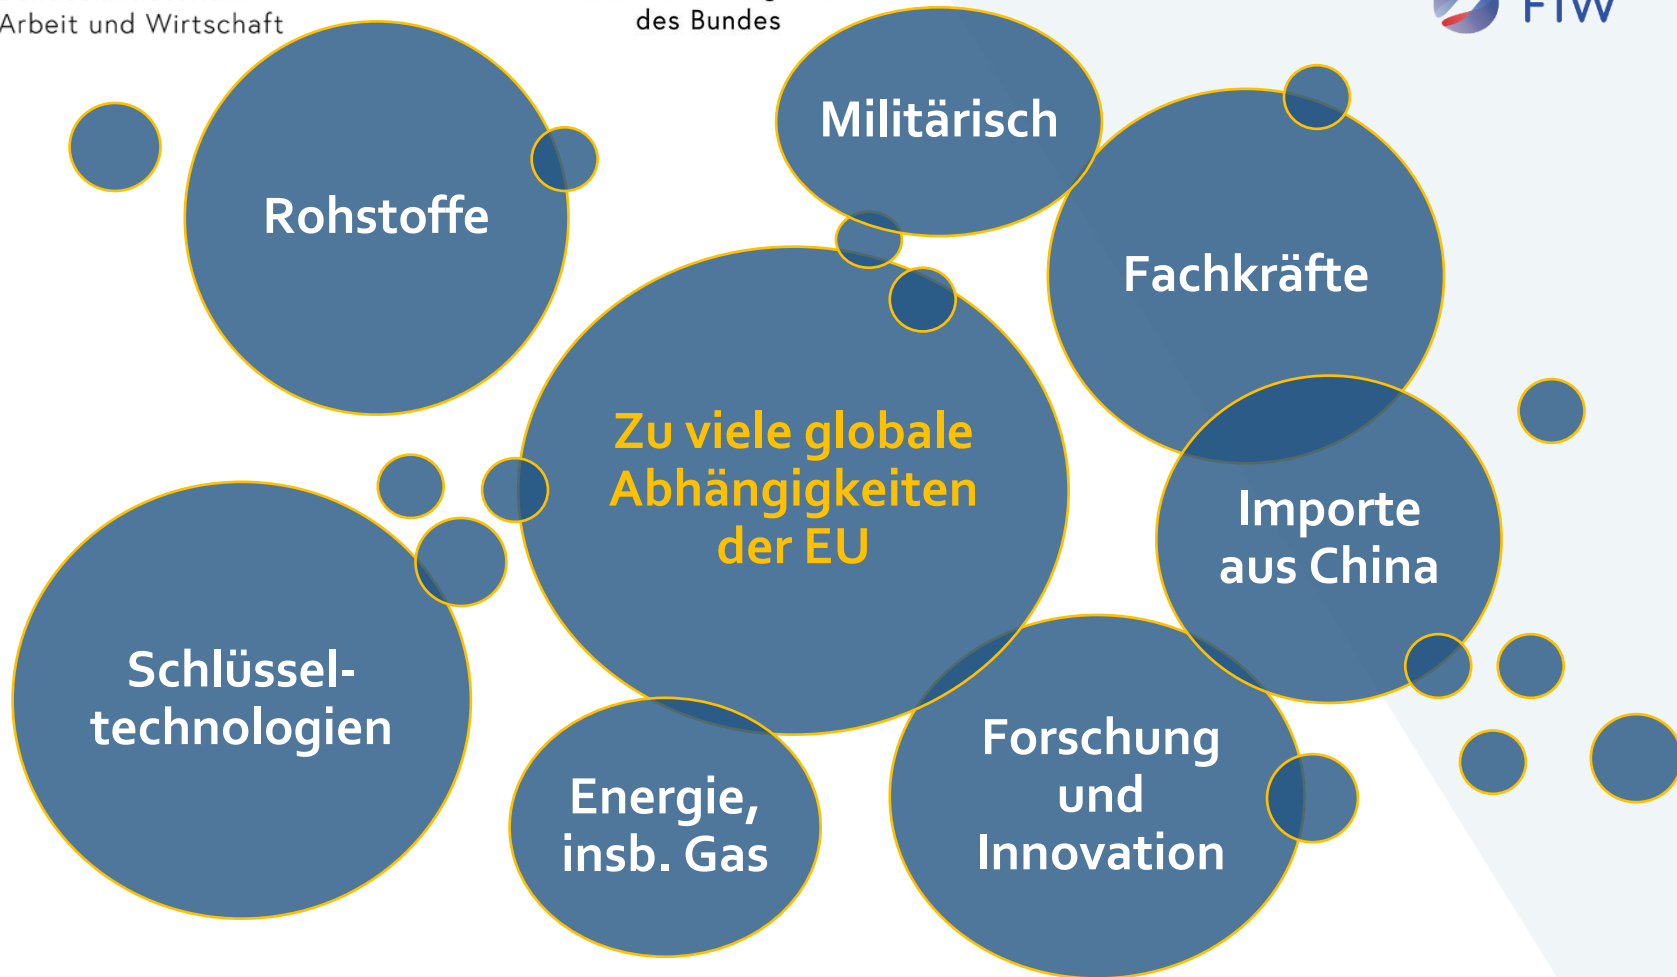 Arbeit und Wirtschaft
des Bundes
FIW
Militärisch
Rohstoffe
Fachkräfte
Zu viele globale
Abhängigkeiten
der EU
Importe
aus China
Schlüssel-
technologien
Energie,
insb. Gas
Forschung
und
Innovation